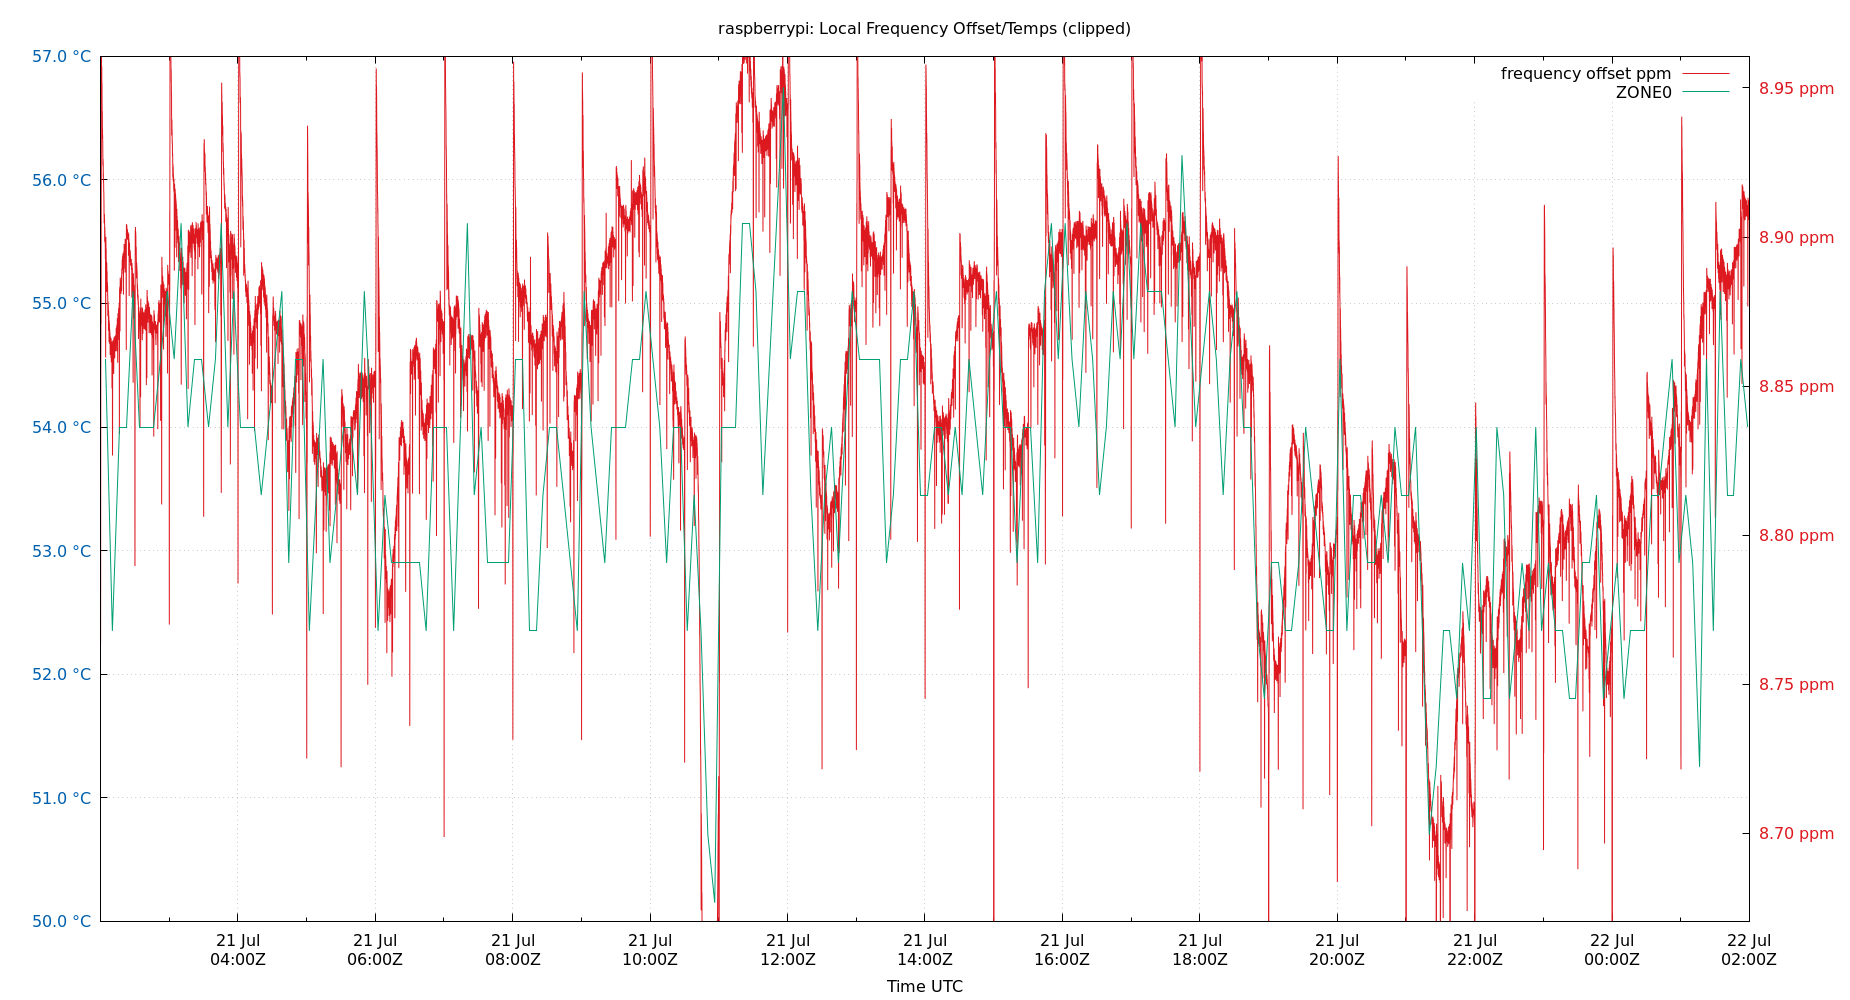 raspberrypi: Local Frequency Offset/Temps (clipped)
57.0 °C
56.0 °C
55.0 °C
54.0 °C
53.0 °C
52.0 °C
51.0 °C
50.0 °C
frequency offset ppm
ZONE0
8.95 ppm
8.90 ppm
8.85 ppm
8.80 ppm
8.75 ppm
8.70 ppm
21 Jul 21 Jul 21 Jul 21 Jul 21 Jul 21 Jul 21 Jul 21 Jul 21 Jul 21 Jul 22 Jul 22 Jul
04:00Z 06:00Z 08:00Z 10:00Z 12:00Z 14:00Z 16:00Z 18:00Z 20:00Z 22:00Z 00:00Z 02:00Z
Time UTC